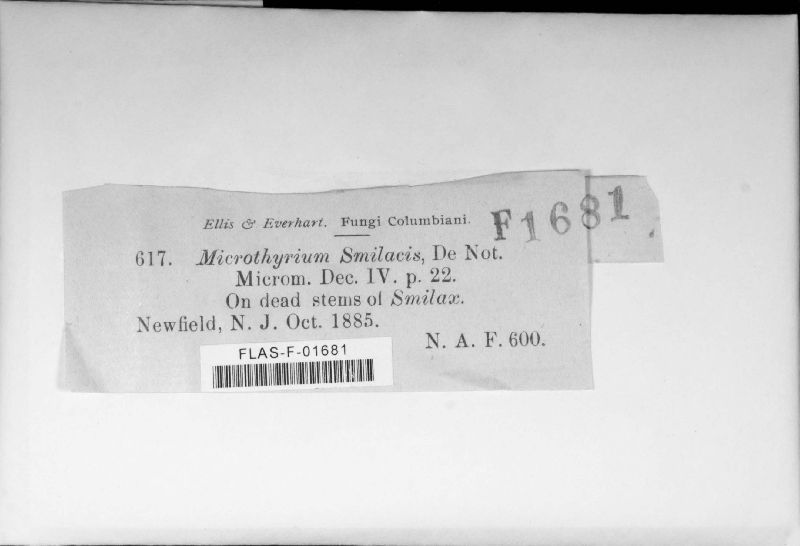 Ellis & Everhart. Fungi Columbiani.
F1681
617. Microthyrium Smilacis, De Not.
Microm. Dec. IV. p. 22.
On dead stems of Smilax.
Newfield, N. J. Oct. 1885.
N. A. F. 600.
FLAS-F-01681